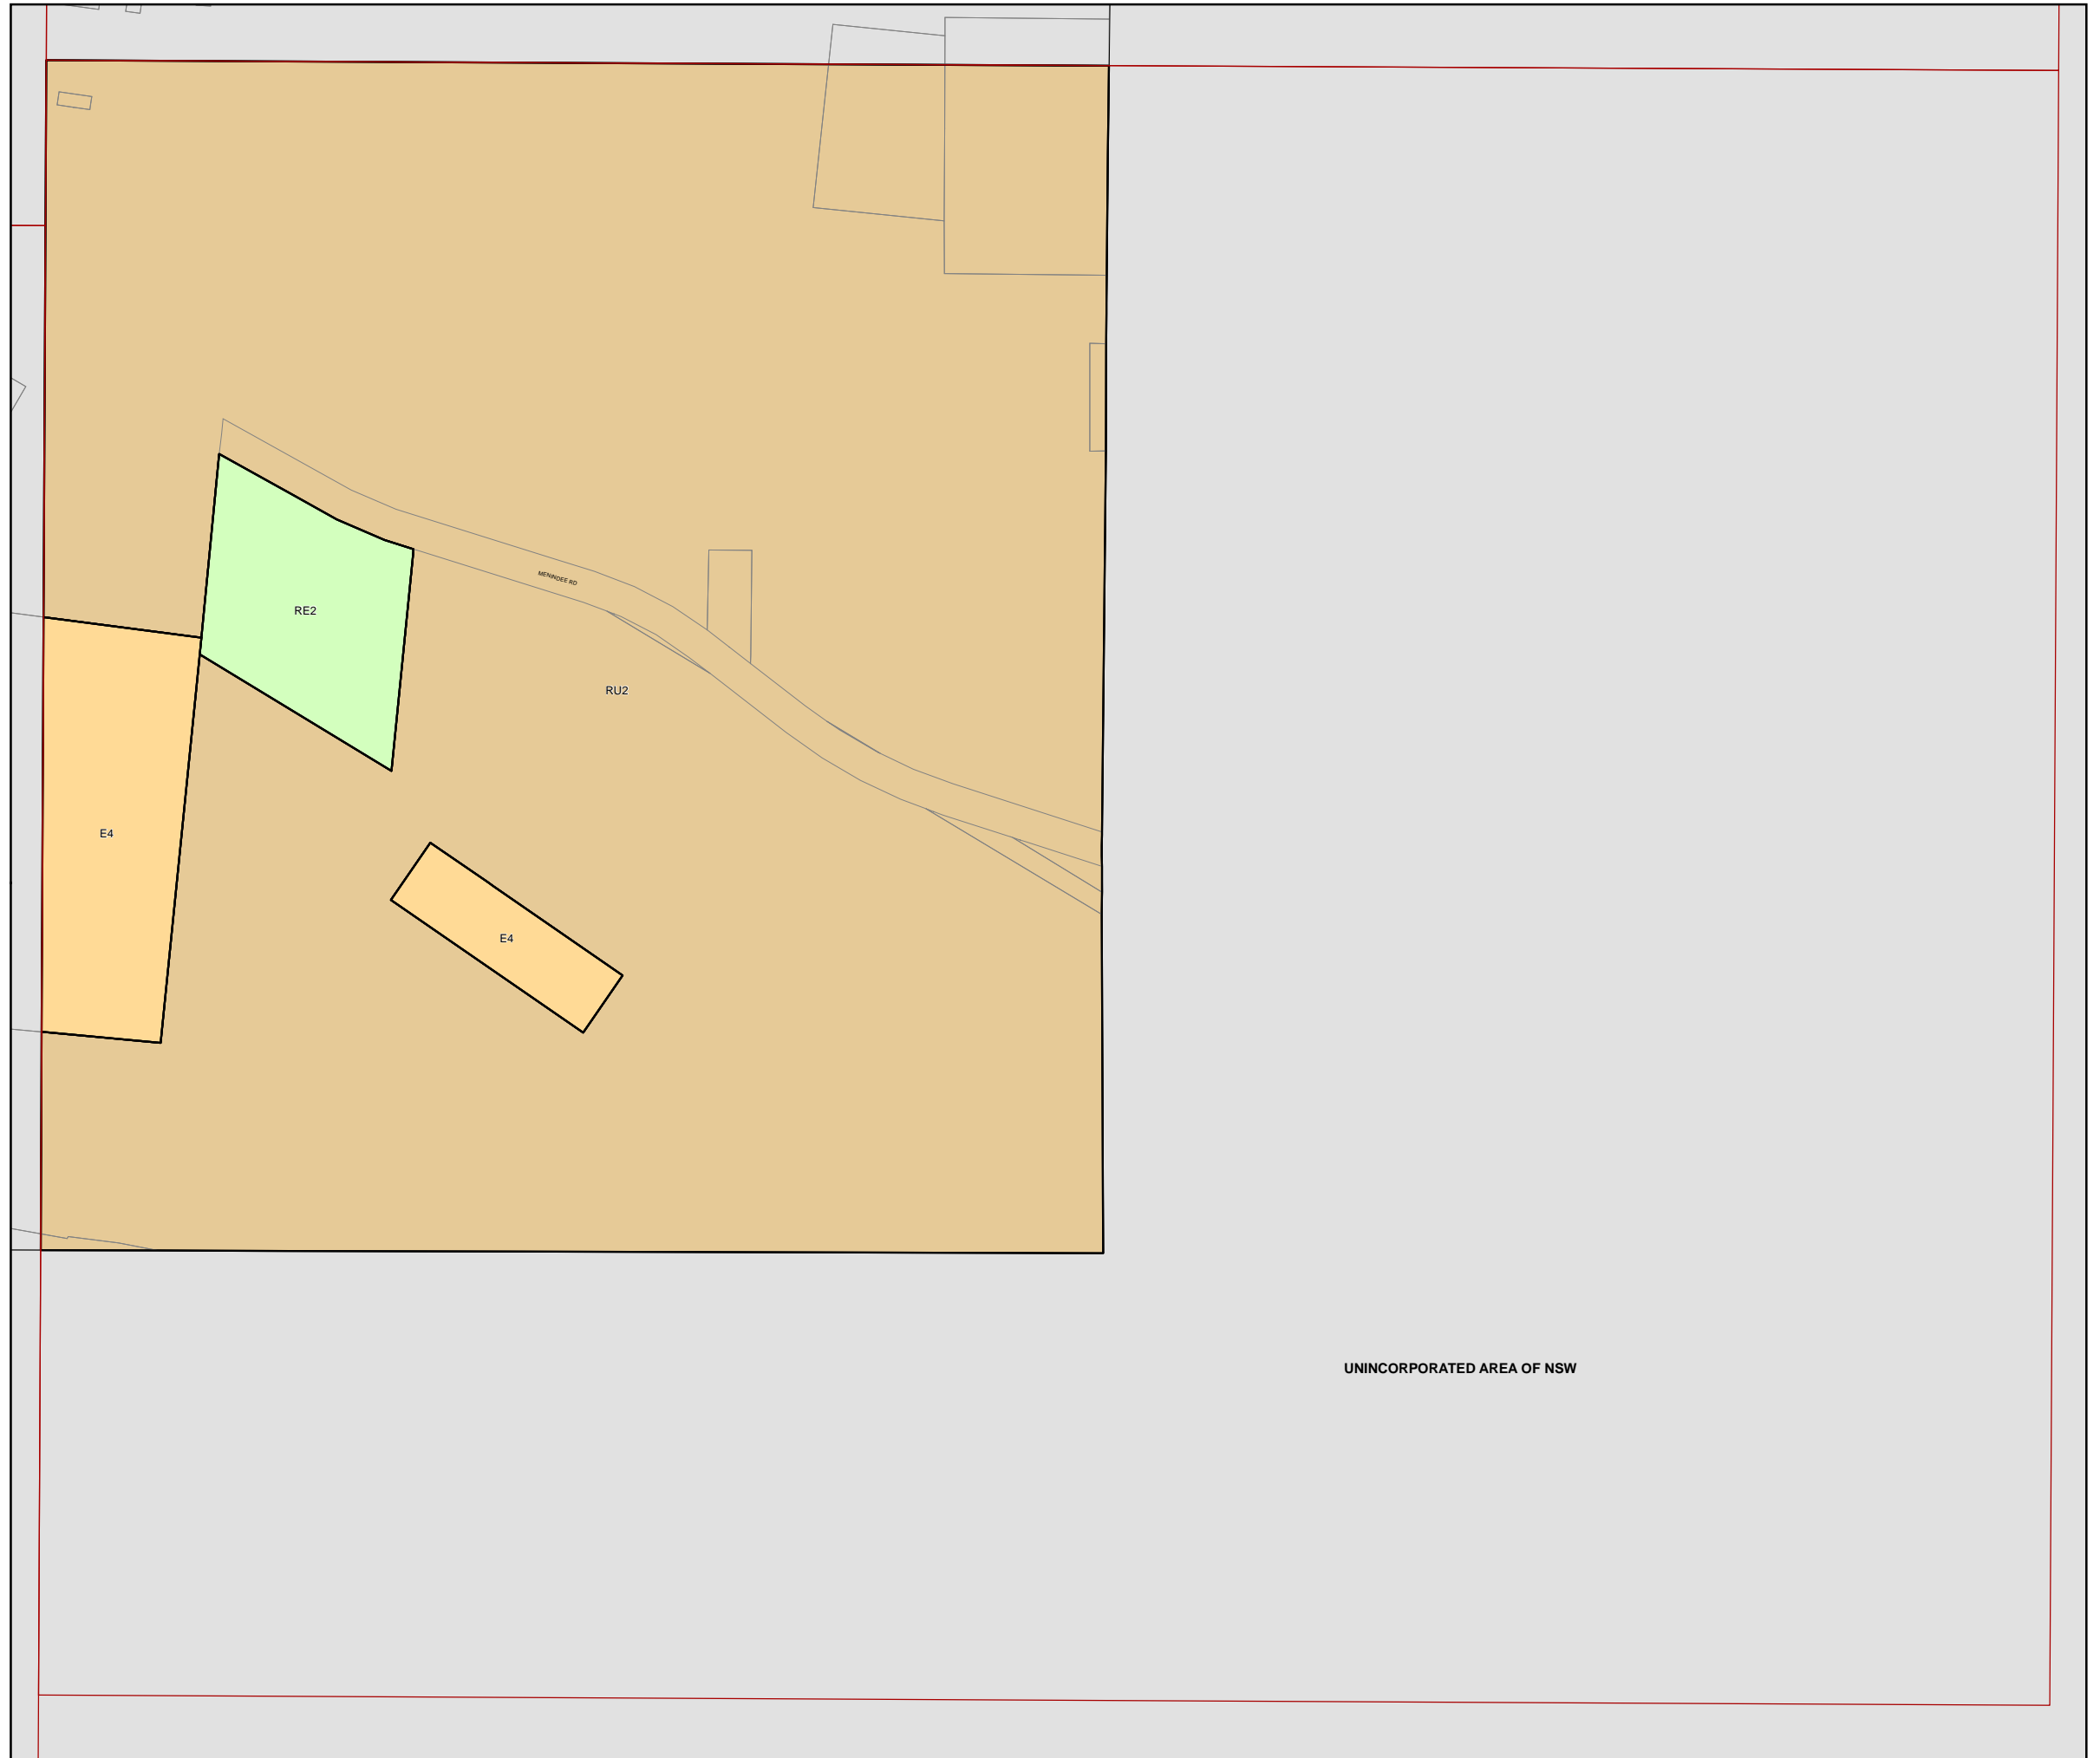 MENINDEE RD
RE2
RU2
E4
E4
UNINCORPORATED AREA OF NSW